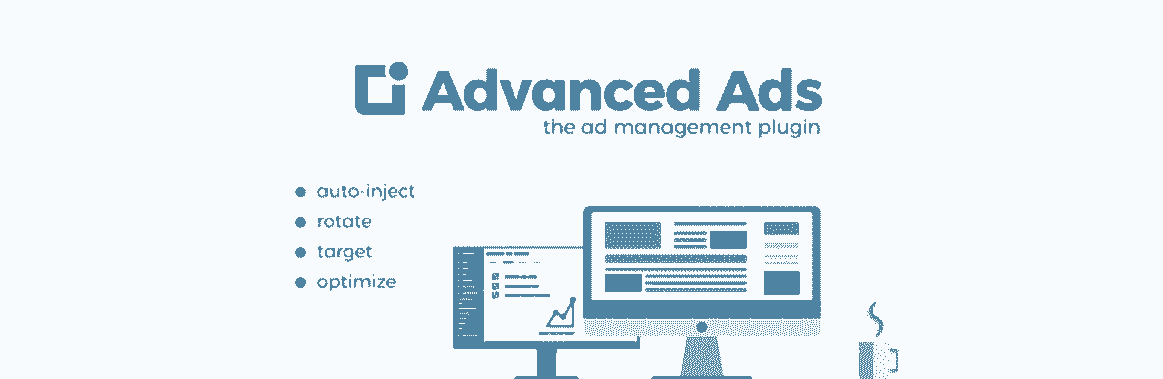 Advanced Ads
the ad management plugin
auto-inject
rotate
target
optimize